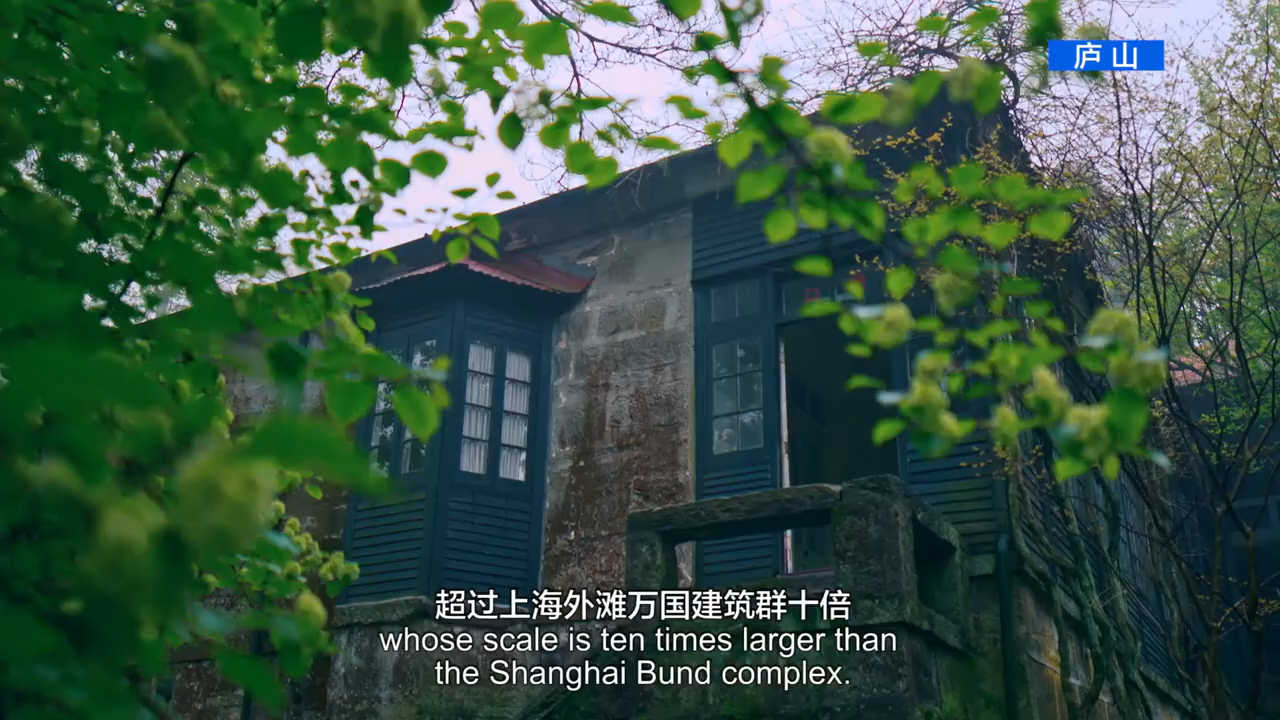 庐山
超过上海外滩万国建筑群十倍
whose scale is ten times larger than
the Shanghai Bund complex.